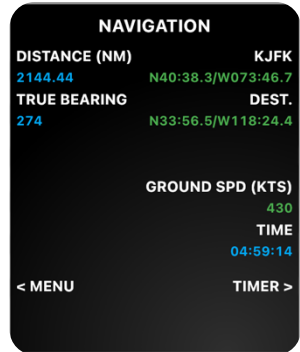 NAVIGATION
DISTANCE (NM) KJFK
2144.44 N40:38.3/W073:46.7
TRUE BEARING DEST.
274 N33:56.5/W118:24.4
GROUND SPD (KTS)
430
TIME
04:59:14
< MENU TIMER >